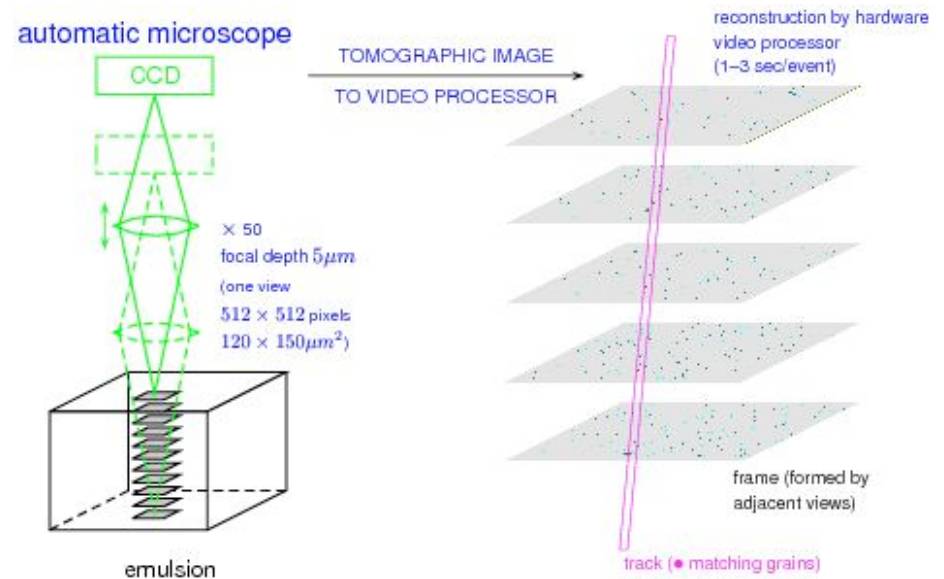 automatic microscope
CCD
TOMOGRAPHIC IMAGE
TO VIDEO PROCESSOR
reconstruction by hardware
video processor
(1–3 sec/event)
× 50
focal depth 5μm
(one view
512 × 512 pixels
120 × 150μm²)
frame (formed by
adjacent views)
track (● matching grains)
emulsion